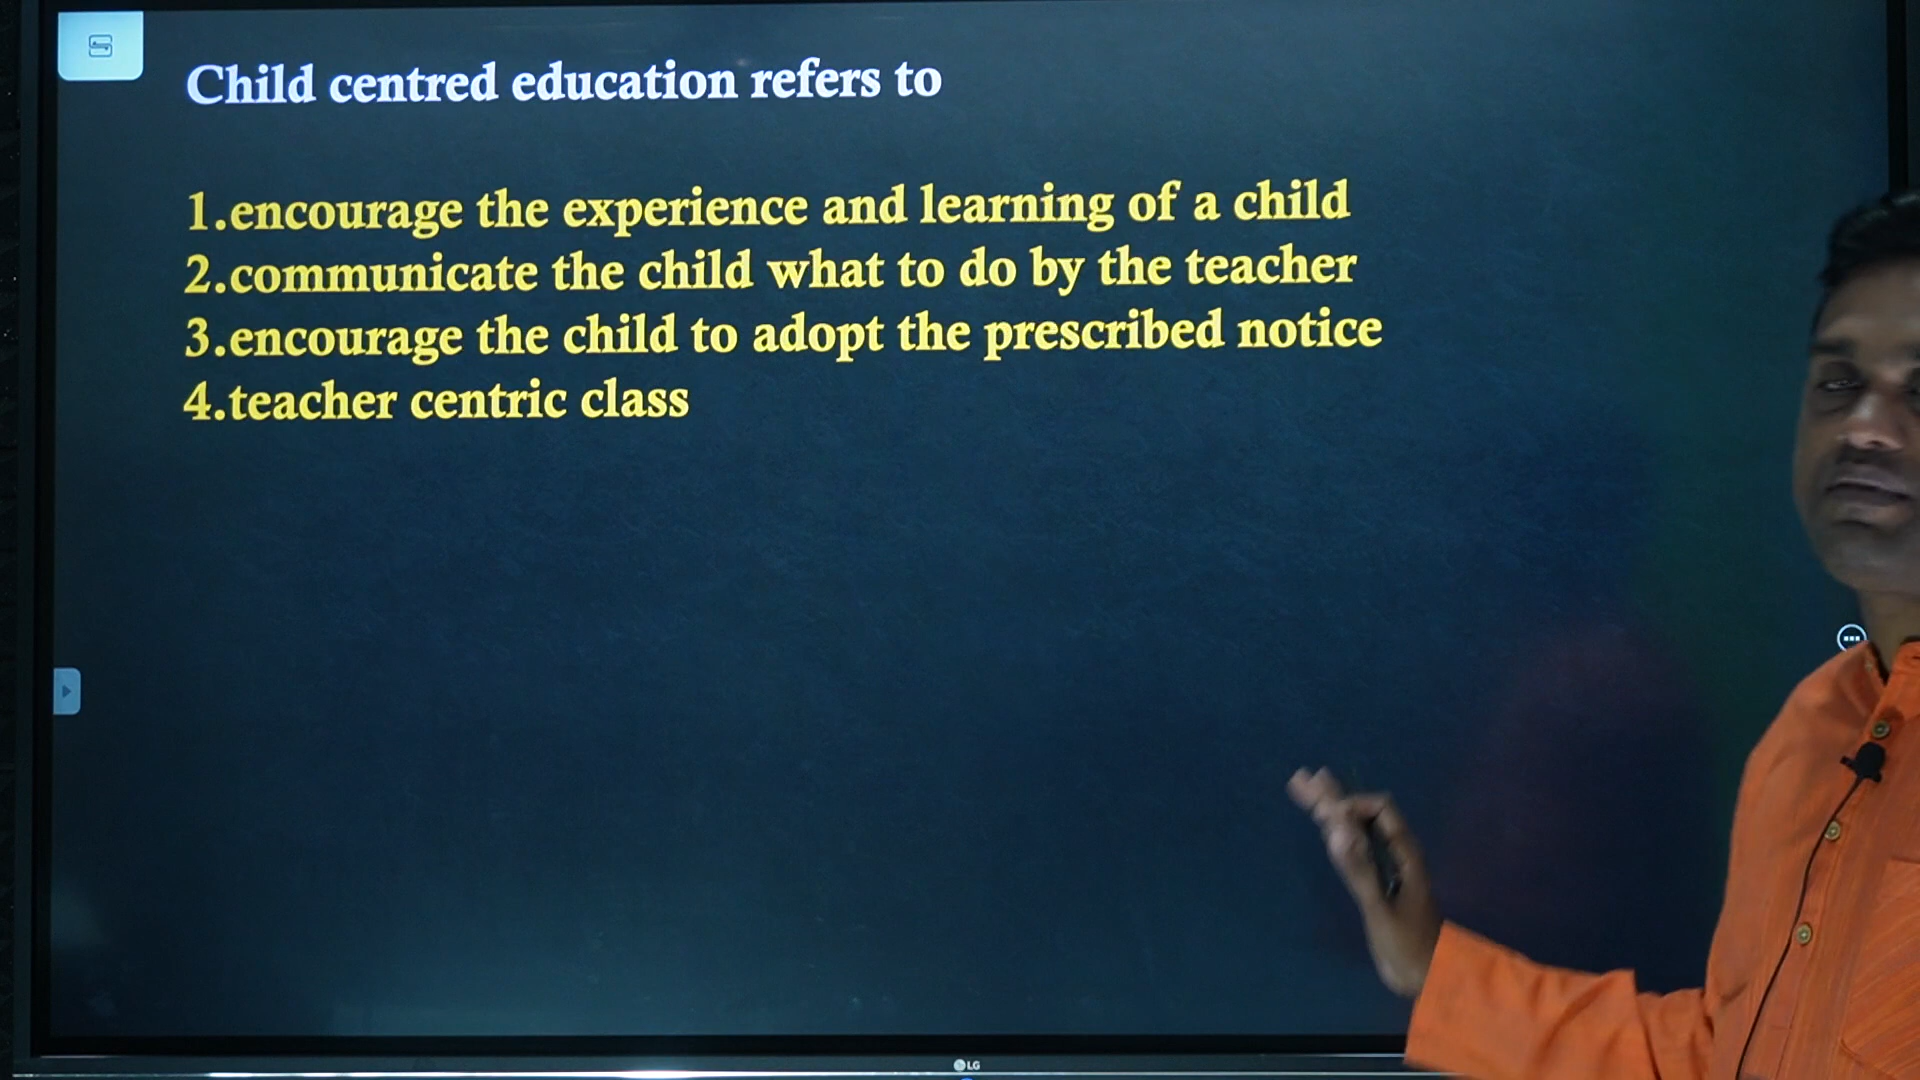 Child centred education refers to
1.encourage the experience and learning of a child
2.communicate the child what to do by the teacher
3.encourage the child to adopt the prescribed notice
4.teacher centric class
LG